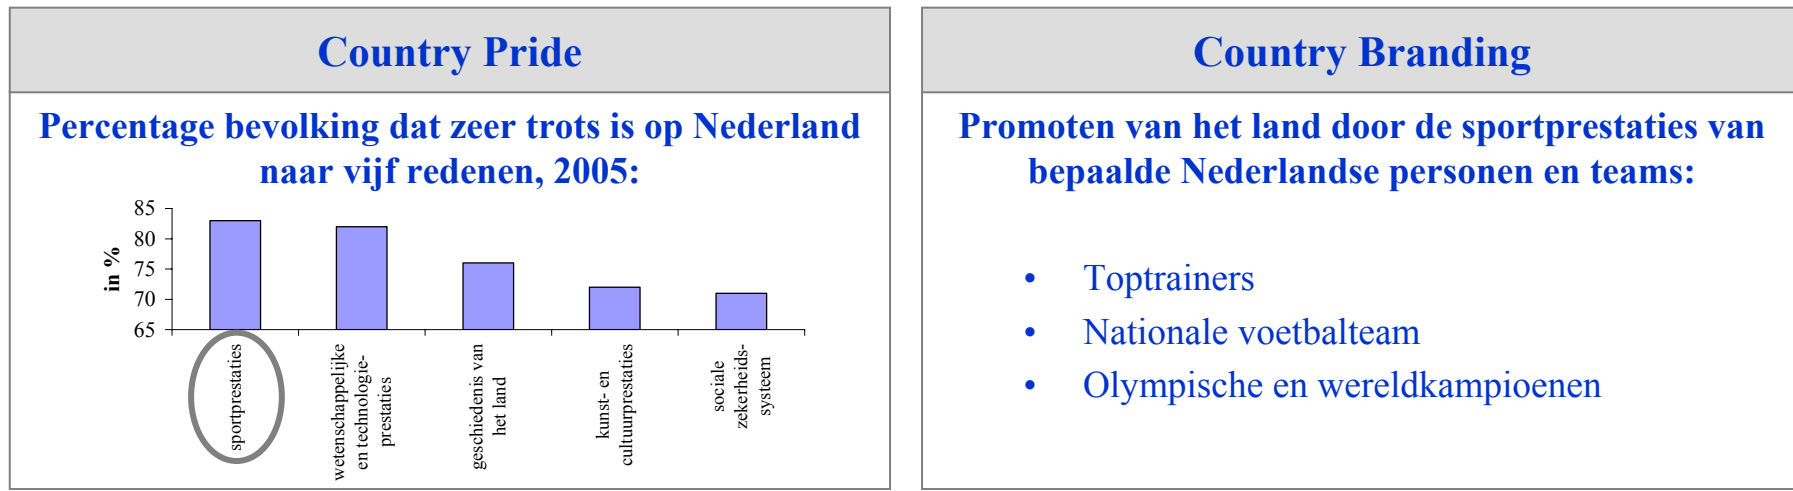 Country Pride
Percentage bevolking dat zeer trots is op Nederland
naar vijf redenen, 2005:
85
80
75
70
65
in %
sportprestaties
wetenschappelijke
en technologie-
prestaties
geschiedenis van
het land
kunst- en
cultuurprestaties
sociale
zekerheids-
systeem
Country Branding
Promoten van het land door de sportprestaties van
bepaalde Nederlandse personen en teams:
• Toptrainers
• Nationale voetbalteam
• Olympische en wereldkampioenen